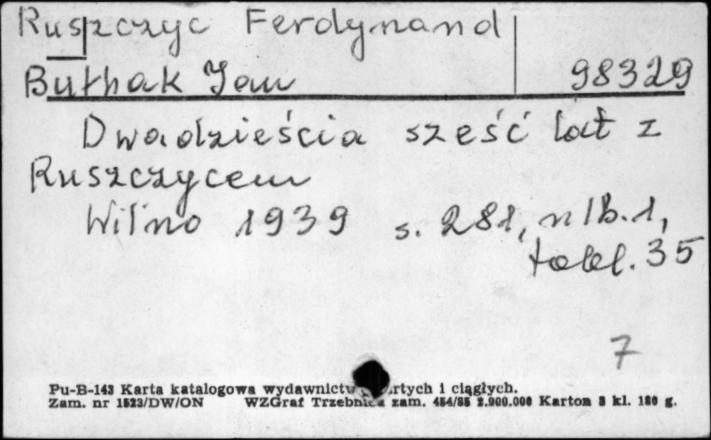 Ruszczyc Ferdynand
Bułhak Jan 98329
Dwadzieścia sześć lat z
Ruszczycem
Wilno 1939 s. 281, nlb. 1,
tabl. 35
7
Pu-B-143 Karta katalogowa wydawnictw zwartych i ciągłych.
Zam. nr 1523/DW/ON WZGraf Trzebnica zam. 454/85 2.900.000 Karton 3 kl. 180 g.